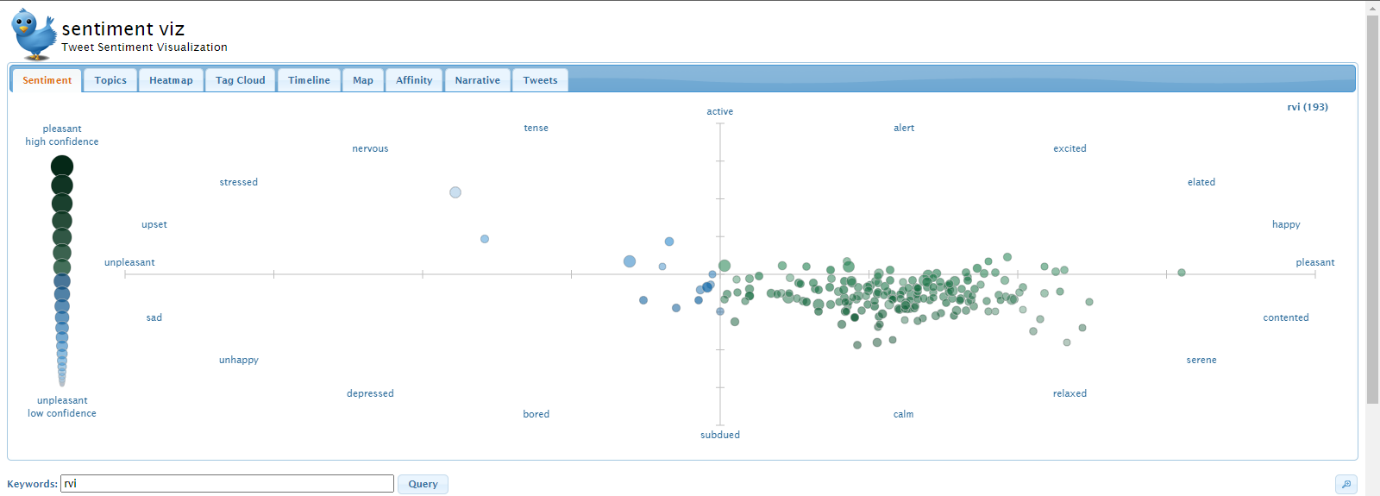 sentiment viz
Tweet Sentiment Visualization
Sentiment Topics Heatmap Tag Cloud Timeline Map Affinity Narrative Tweets
rvi (193)
active
pleasant
high confidence
tense
alert
nervous
excited
stressed
elated
upset
happy
unpleasant
pleasant
sad
contented
unhappy
serene
depressed
relaxed
unpleasant
low confidence
bored
calm
subdued
Keywords: rvi Query